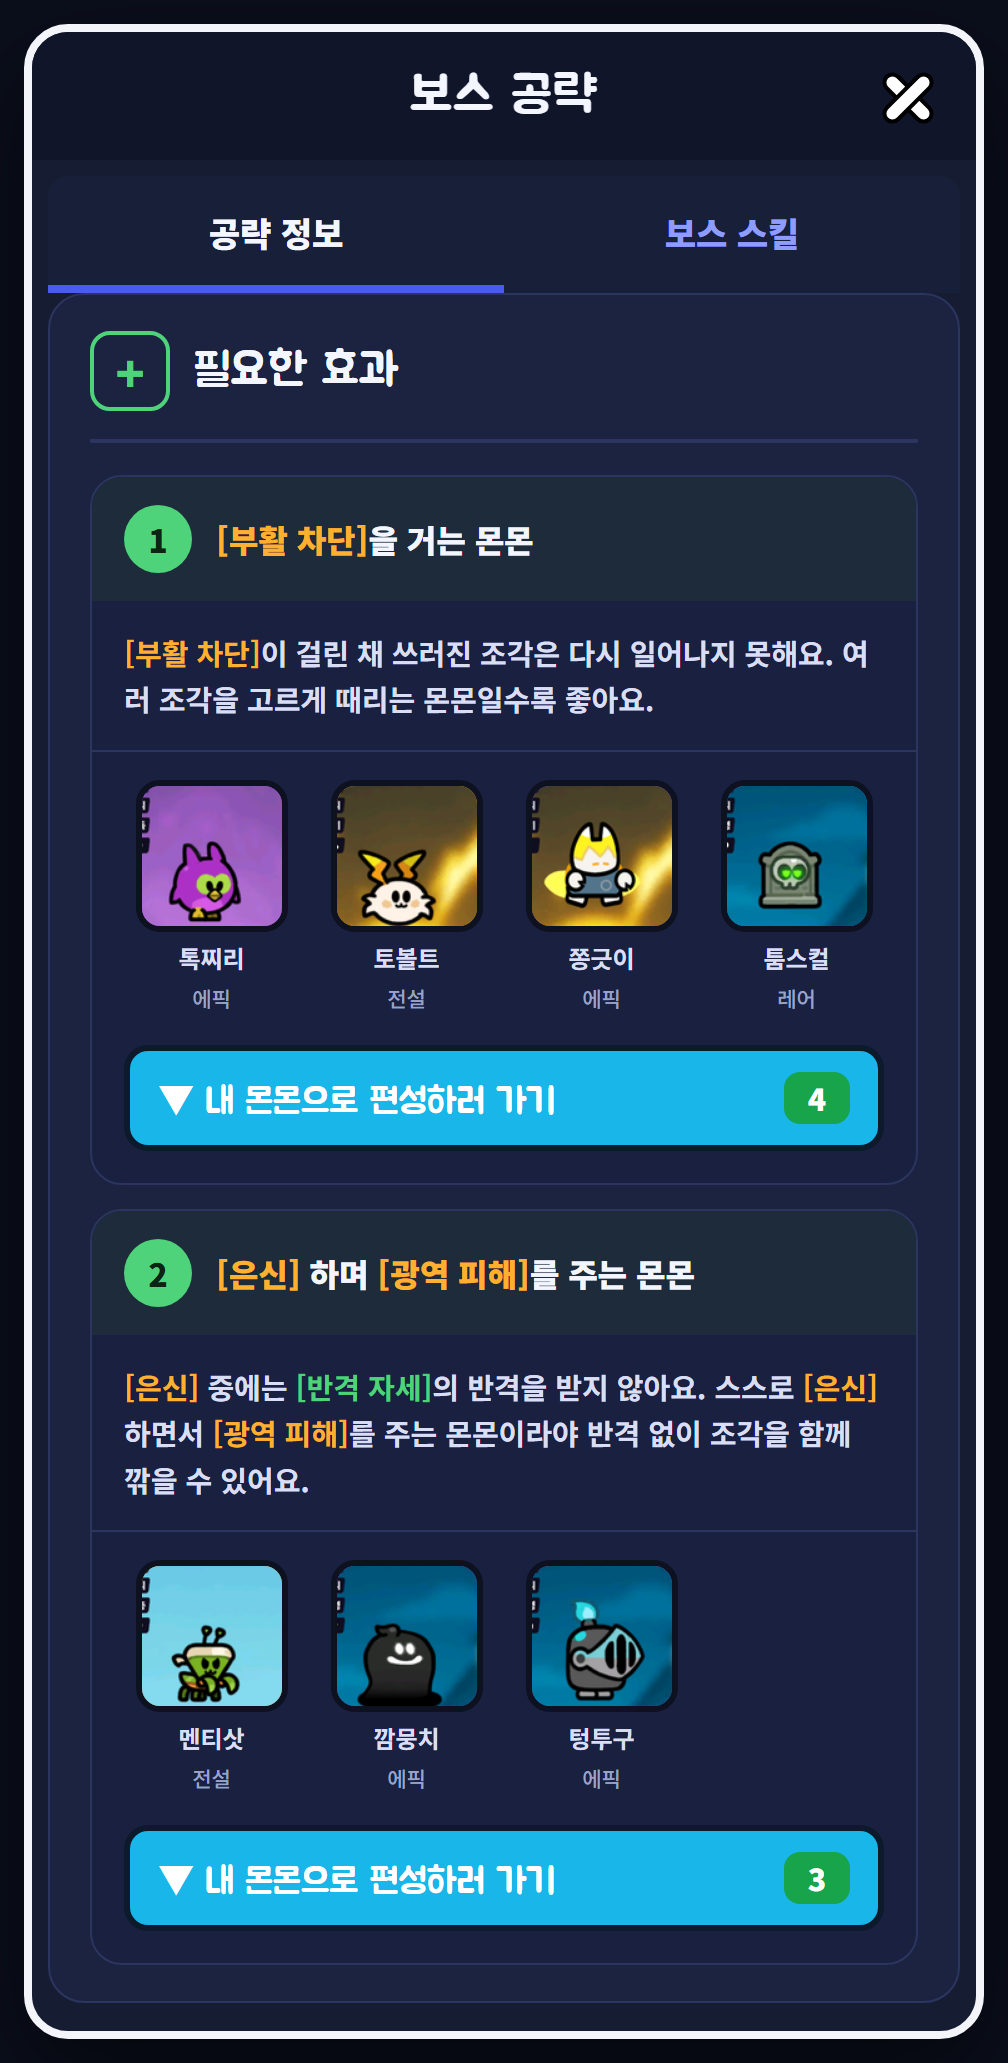 보스 공략
공략 정보
보스 스킬
+ 필요한 효과
1 [부활 차단]을 거는 몬몬
[부활 차단]이 걸린 채 쓰러진 조각은 다시 일어나지 못해요. 여
러 조각을 고르게 때리는 몬몬일수록 좋아요.
톡찌리 토볼트 쫑긋이 툼스컬
에픽 전설 에픽 레어
▼ 내 몬몬으로 편성하러 가기 4
2 [은신] 하며 [광역 피해]를 주는 몬몬
[은신] 중에는 [반격 자세]의 반격을 받지 않아요. 스스로 [은신]
하면서 [광역 피해]를 주는 몬몬이라야 반격 없이 조각을 함께
깎을 수 있어요.
멘티삿 깜뭉치 텅투구
전설 에픽 에픽
▼ 내 몬몬으로 편성하러 가기 3